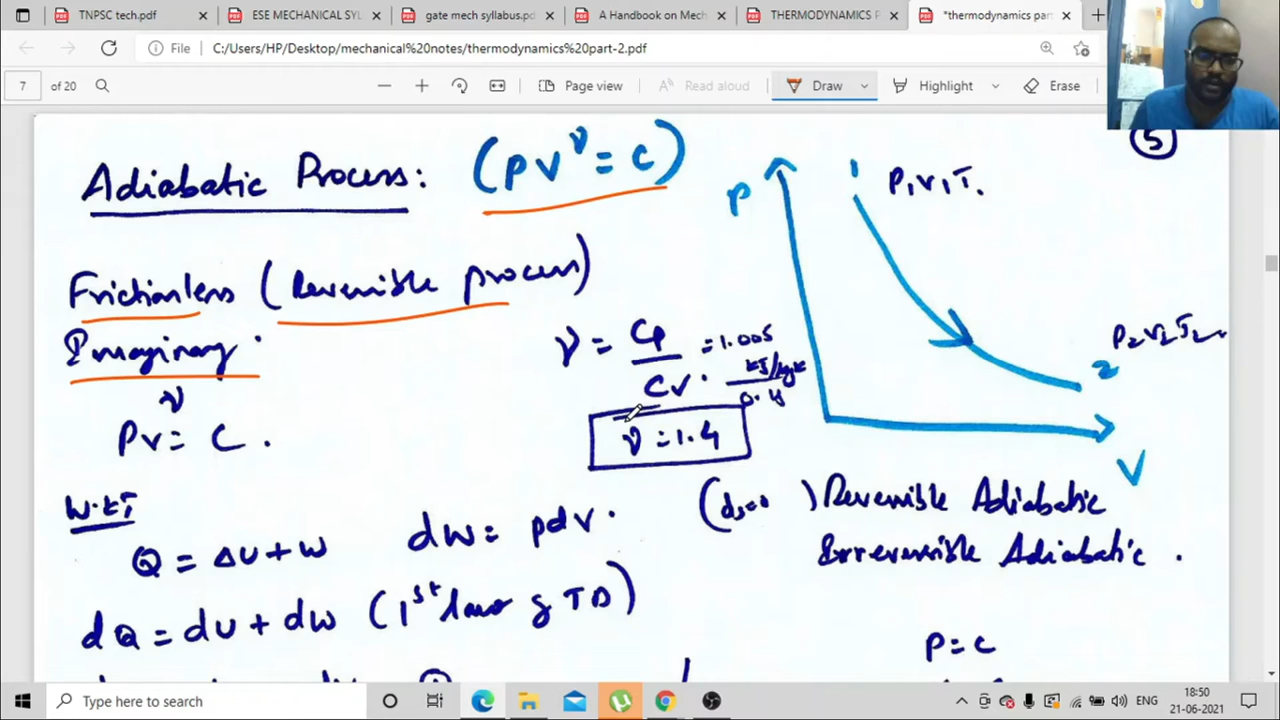 TNPSC tech.pdf
ESE MECHANICAL SYL
gate mech syllabus.pd
A Handbook on Mech
THERMODYNAMICS P
*thermodynamics par
File
C:/Users/HP/Desktop/mechanical%20notes/thermodynamics%20part-2.pdf
7 of 20
Page view
Read aloud
Draw
Highlight
Erase
5
Adiabatic Process: (PV^γ = C)
Frictionless (Reversible process)
Imaginary
γ = Cp/Cv = 1.005 kJ/kgK
γ = 1.4
PV^γ = C.
P
1
P1V1T1
2
P2V2T2
V
W.K.T
Q = ΔU + W
dW = pdv.
(ds=0) Reversible Adiabatic
Irreversible Adiabatic.
dQ = dU + dW (1st law of TD)
P = C
Type here to search
ENG
18:50
21-06-2021